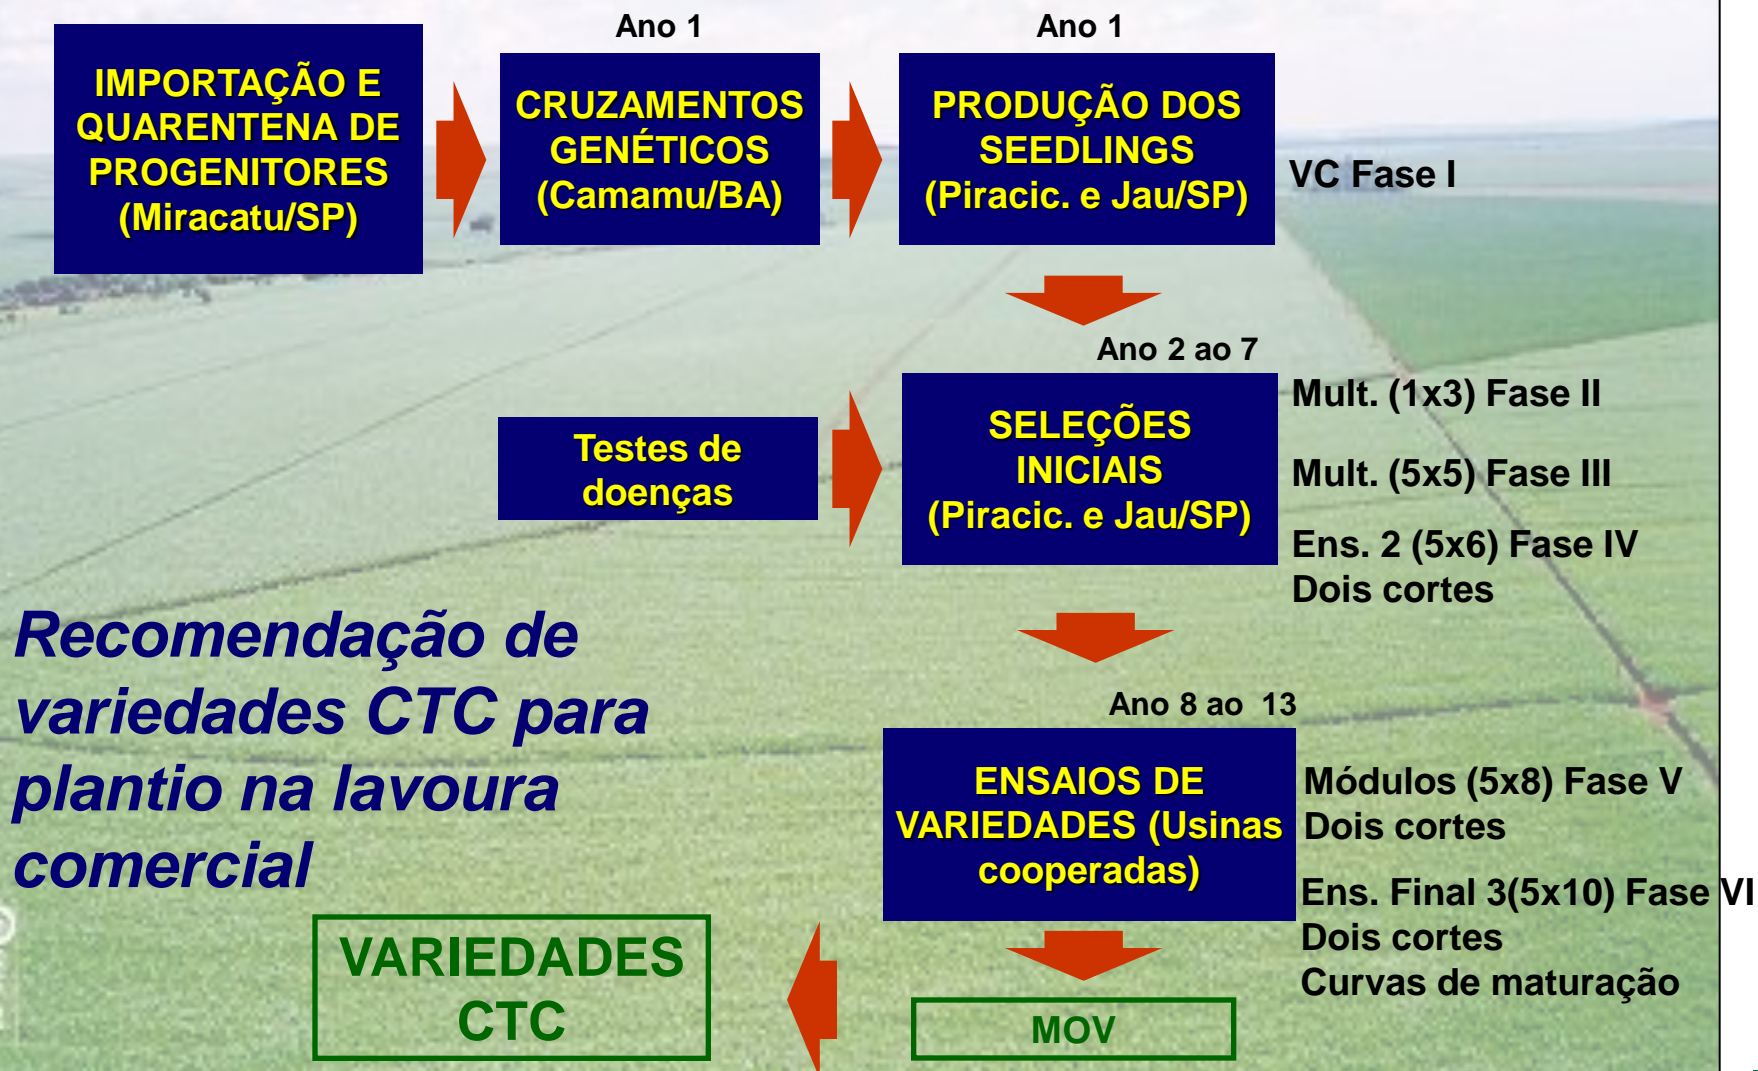 Ano 1
Ano 1
IMPORTAÇÃO E
QUARENTENA DE
PROGENITORES
(Miracatu/SP)
CRUZAMENTOS
GENÉTICOS
(Camamu/BA)
PRODUÇÃO DOS
SEEDLINGS
(Piracic. e Jau/SP)
VC Fase I
Ano 2 ao 7
Testes de
doenças
SELEÇÕES
INICIAIS
(Piracic. e Jau/SP)
Mult. (1x3) Fase II
Mult. (5x5) Fase III
Ens. 2 (5x6) Fase IV
Dois cortes
Recomendação de
variedades CTC para
plantio na lavoura
comercial
Ano 8 ao 13
ENSAIOS DE
VARIEDADES (Usinas
cooperadas)
Módulos (5x8) Fase V
Dois cortes
Ens. Final 3(5x10) Fase VI
Dois cortes
Curvas de maturação
VARIEDADES
CTC
MOV